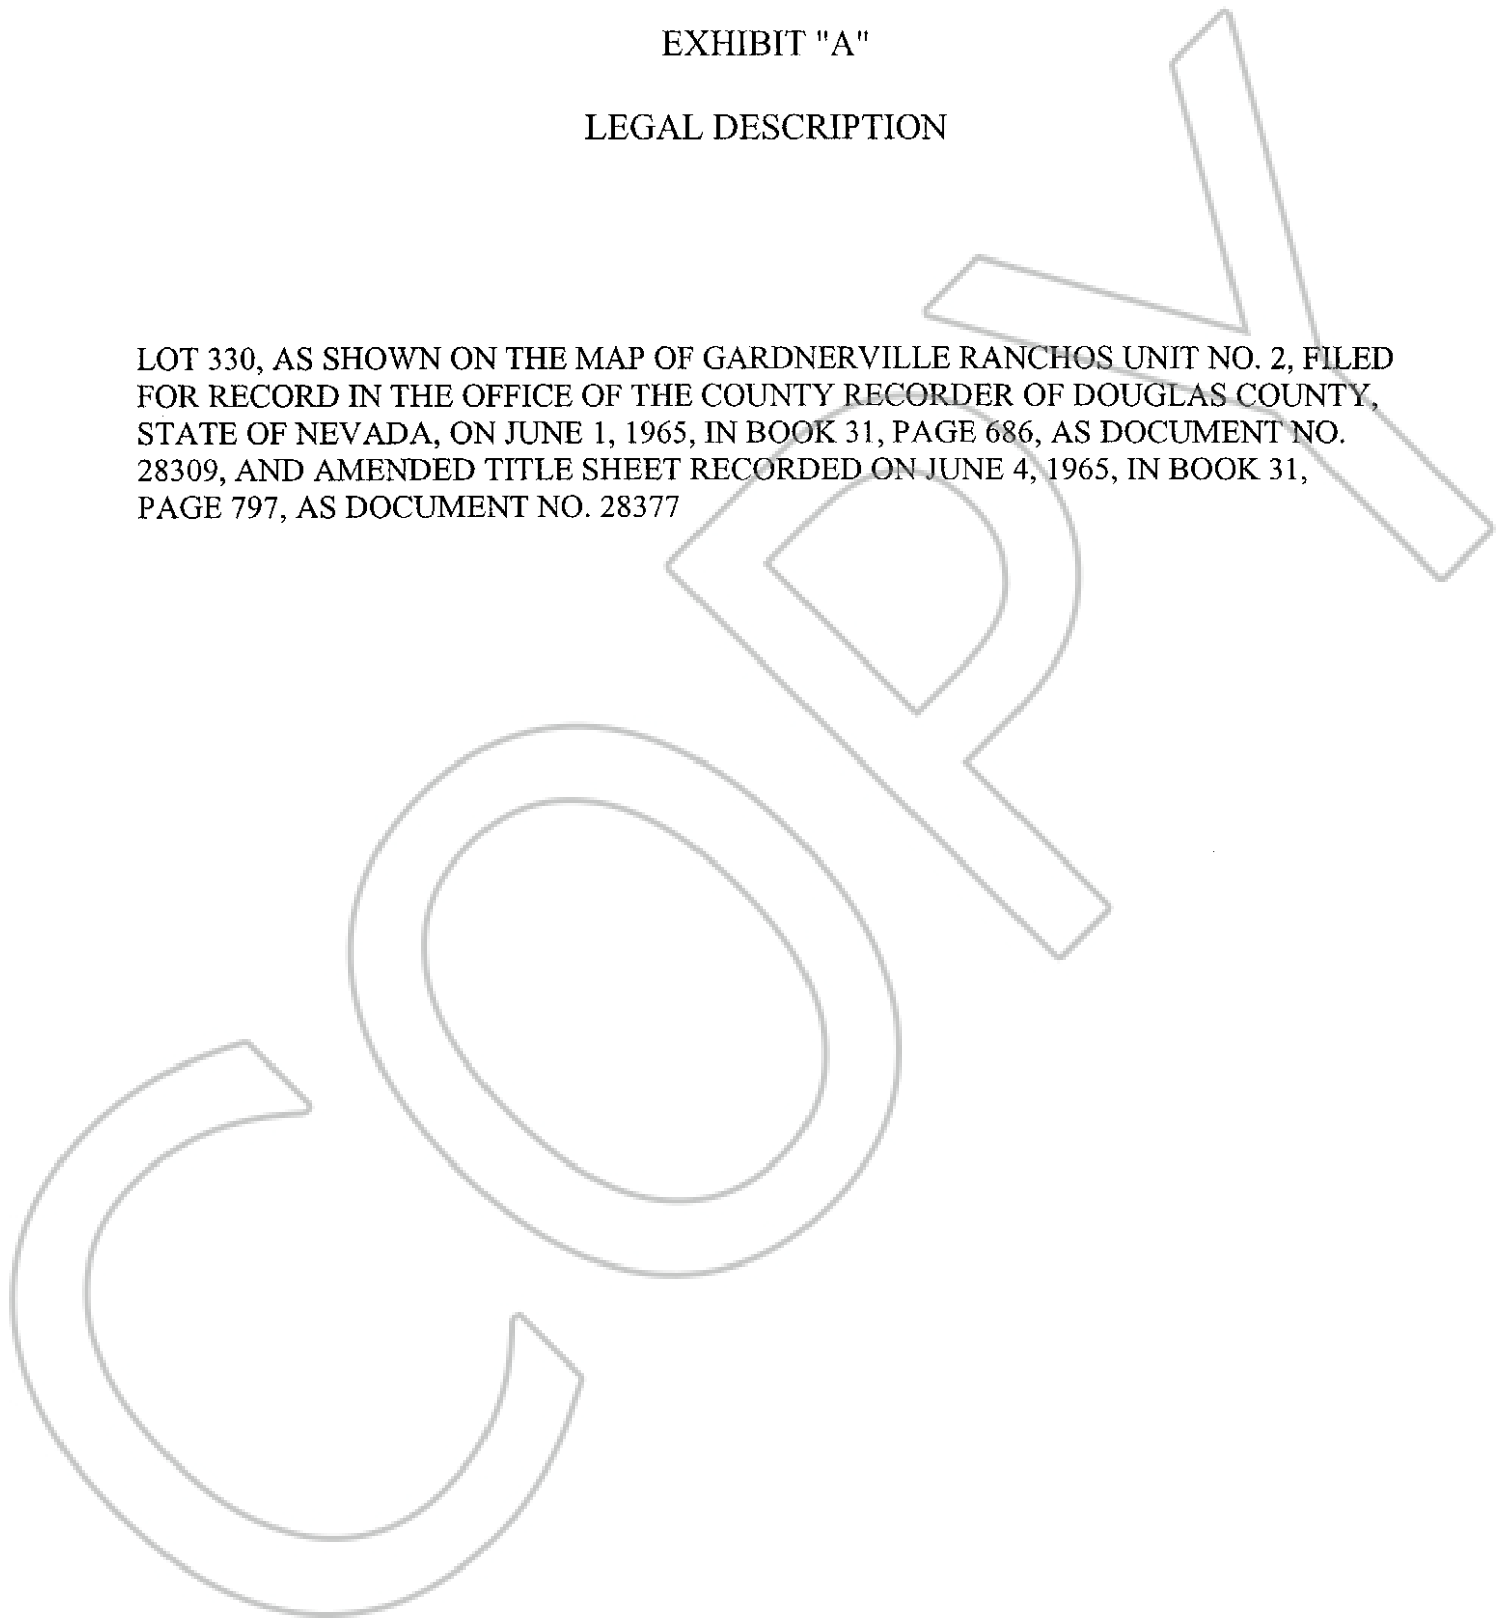 EXHIBIT "A"
LEGAL DESCRIPTION
LOT 330, AS SHOWN ON THE MAP OF GARDNERVILLE RANCHOS UNIT NO. 2, FILED
FOR RECORD IN THE OFFICE OF THE COUNTY RECORDER OF DOUGLAS COUNTY,
STATE OF NEVADA, ON JUNE 1, 1965, IN BOOK 31, PAGE 686, AS DOCUMENT NO.
28309, AND AMENDED TITLE SHEET RECORDED ON JUNE 4, 1965, IN BOOK 31,
PAGE 797, AS DOCUMENT NO. 28377
COPY